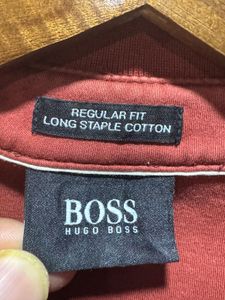 REGULAR FIT
LONG STAPLE COTTON
BOSS
HUGO BOSS